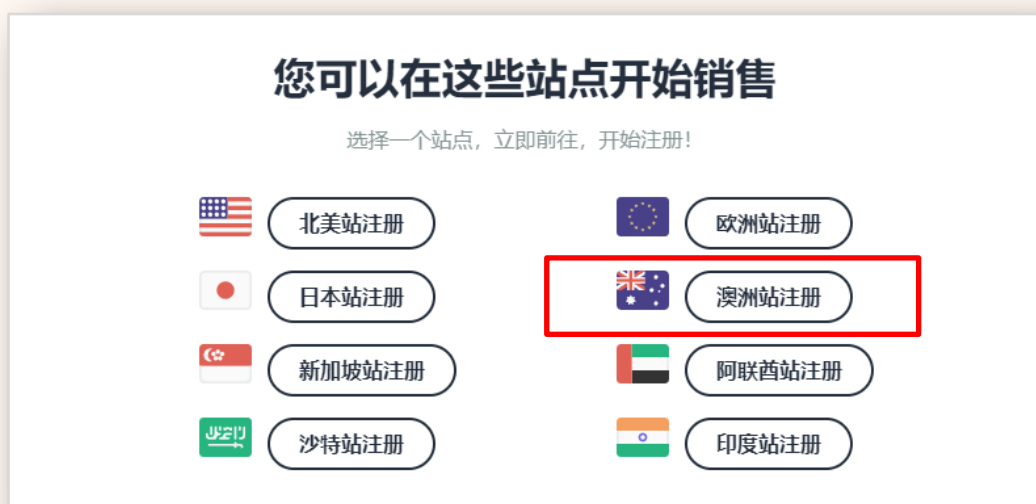 您可以在这些站点开始销售
选择一个站点，立即前往，开始注册！
北美站注册
欧洲站注册
日本站注册
澳洲站注册
新加坡站注册
阿联酋站注册
沙特站注册
印度站注册